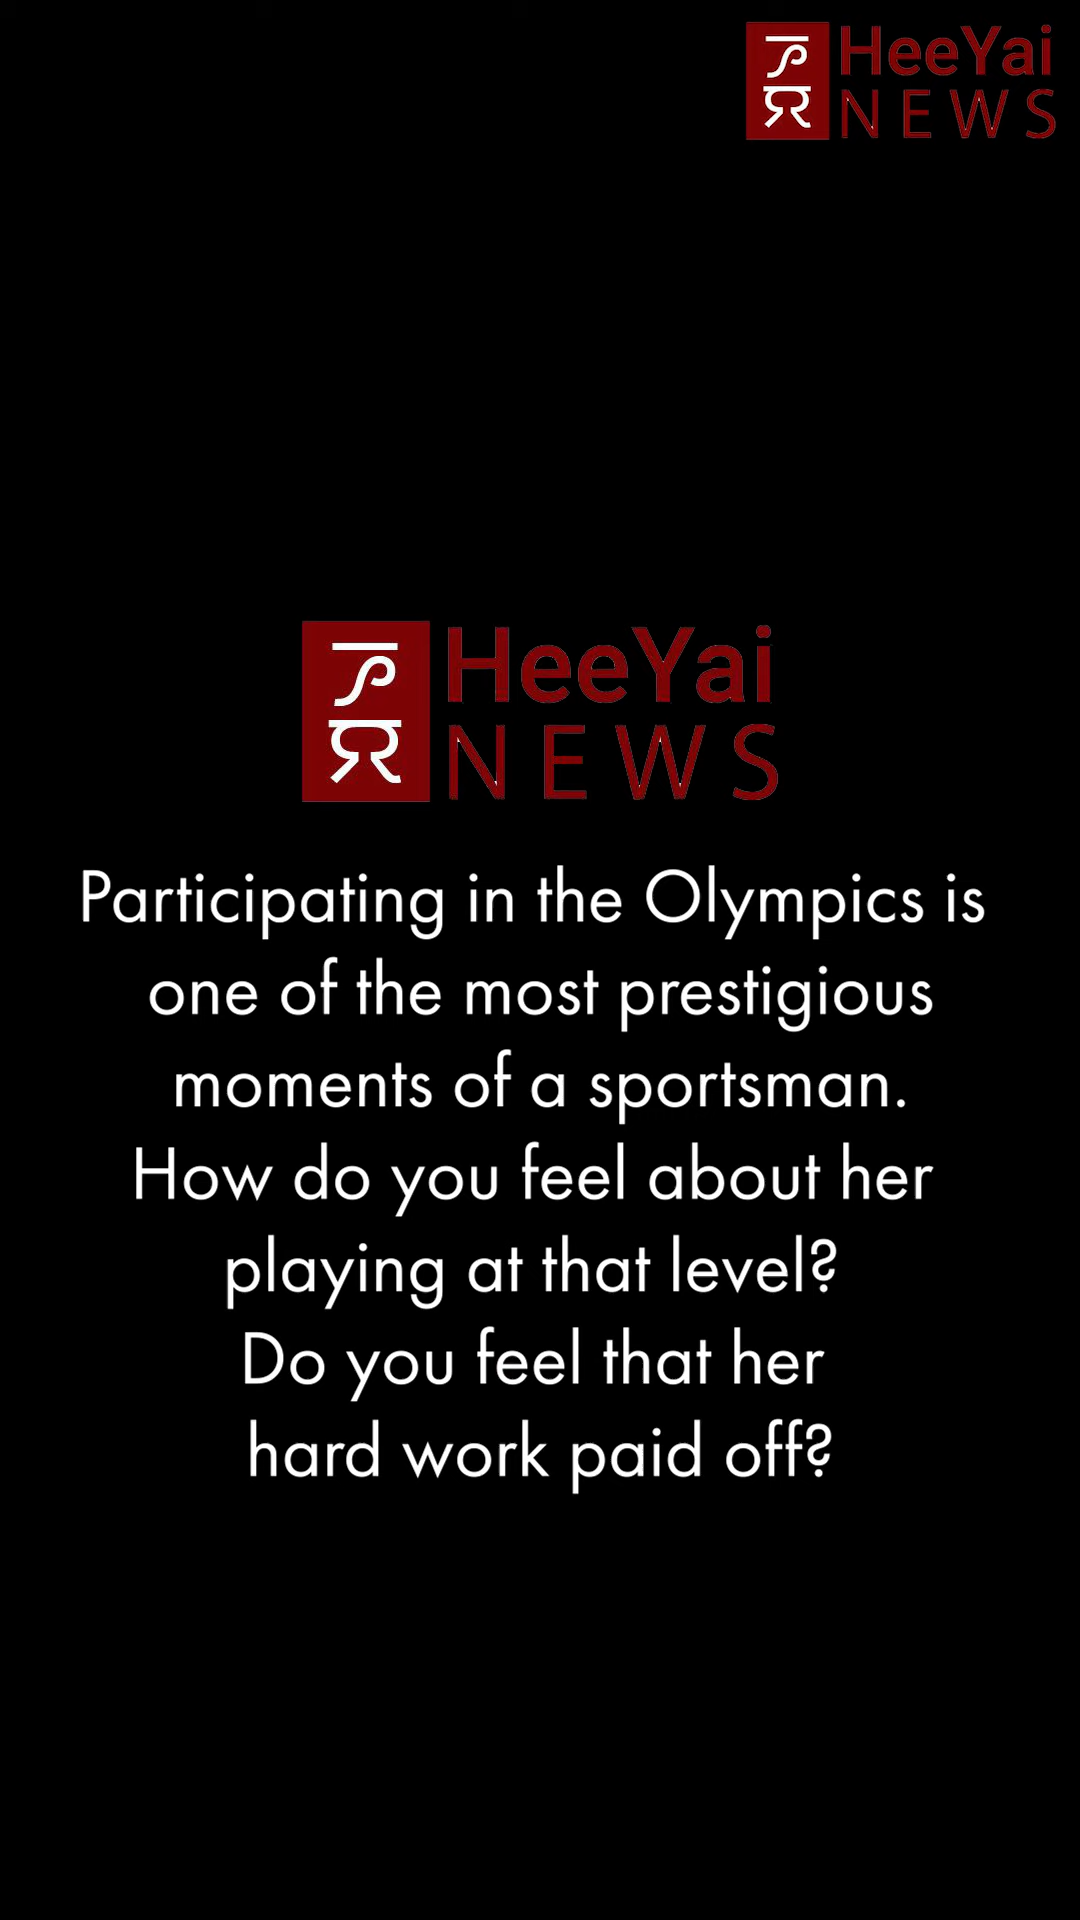 HeeYai
NEWS
HeeYai
NEWS
Participating in the Olympics is
one of the most prestigious
moments of a sportsman.
How do you feel about her
playing at that level?
Do you feel that her
hard work paid off?